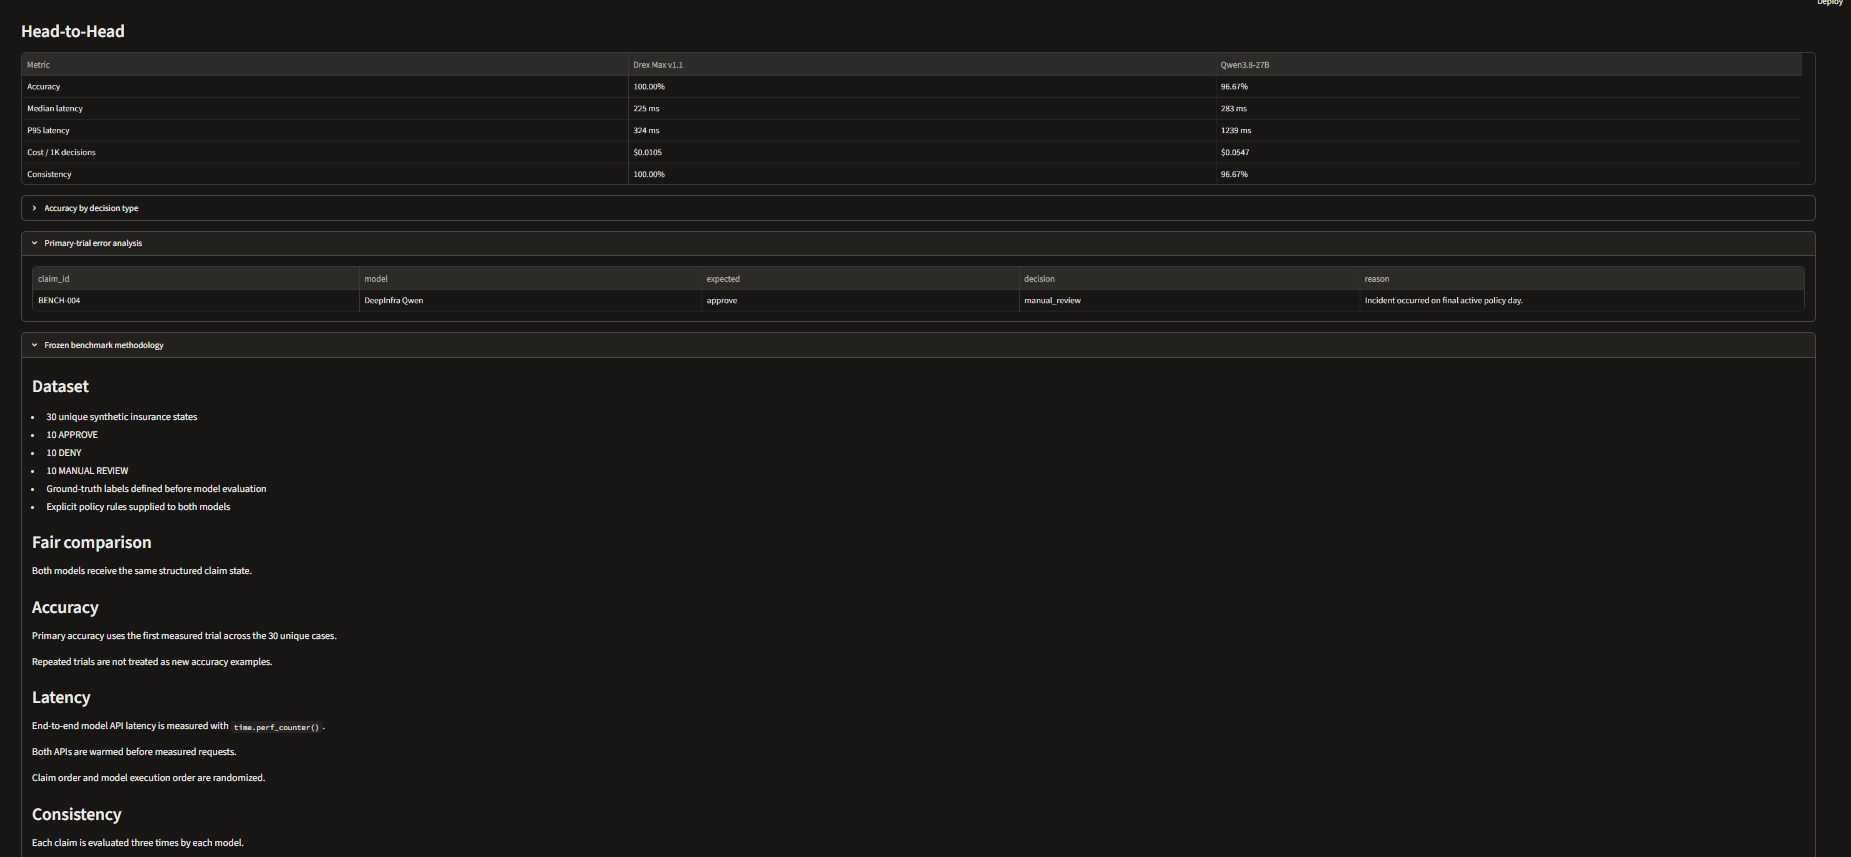 Deploy
Head-to-Head
Metric Drex Max v1.1 Qwen3.8-27B
Accuracy 100.00% 96.67%
Median latency 225 ms 283 ms
P95 latency 324 ms 1239 ms
Cost / 1K decisions $0.0105 $0.0547
Consistency 100.00% 96.67%
Accuracy by decision type
Primary-trial error analysis
claim_id model expected decision reason
BENCH-004 DeepInfra Qwen approve manual_review Incident occurred on final active policy day.
Frozen benchmark methodology
Dataset
• 30 unique synthetic insurance states
• 10 APPROVE
• 10 DENY
• 10 MANUAL REVIEW
• Ground-truth labels defined before model evaluation
• Explicit policy rules supplied to both models
Fair comparison
Both models receive the same structured claim state.
Accuracy
Primary accuracy uses the first measured trial across the 30 unique cases.
Repeated trials are not treated as new accuracy examples.
Latency
End-to-end model API latency is measured with time.perf_counter() .
Both APIs are warmed before measured requests.
Claim order and model execution order are randomized.
Consistency
Each claim is evaluated three times by each model.